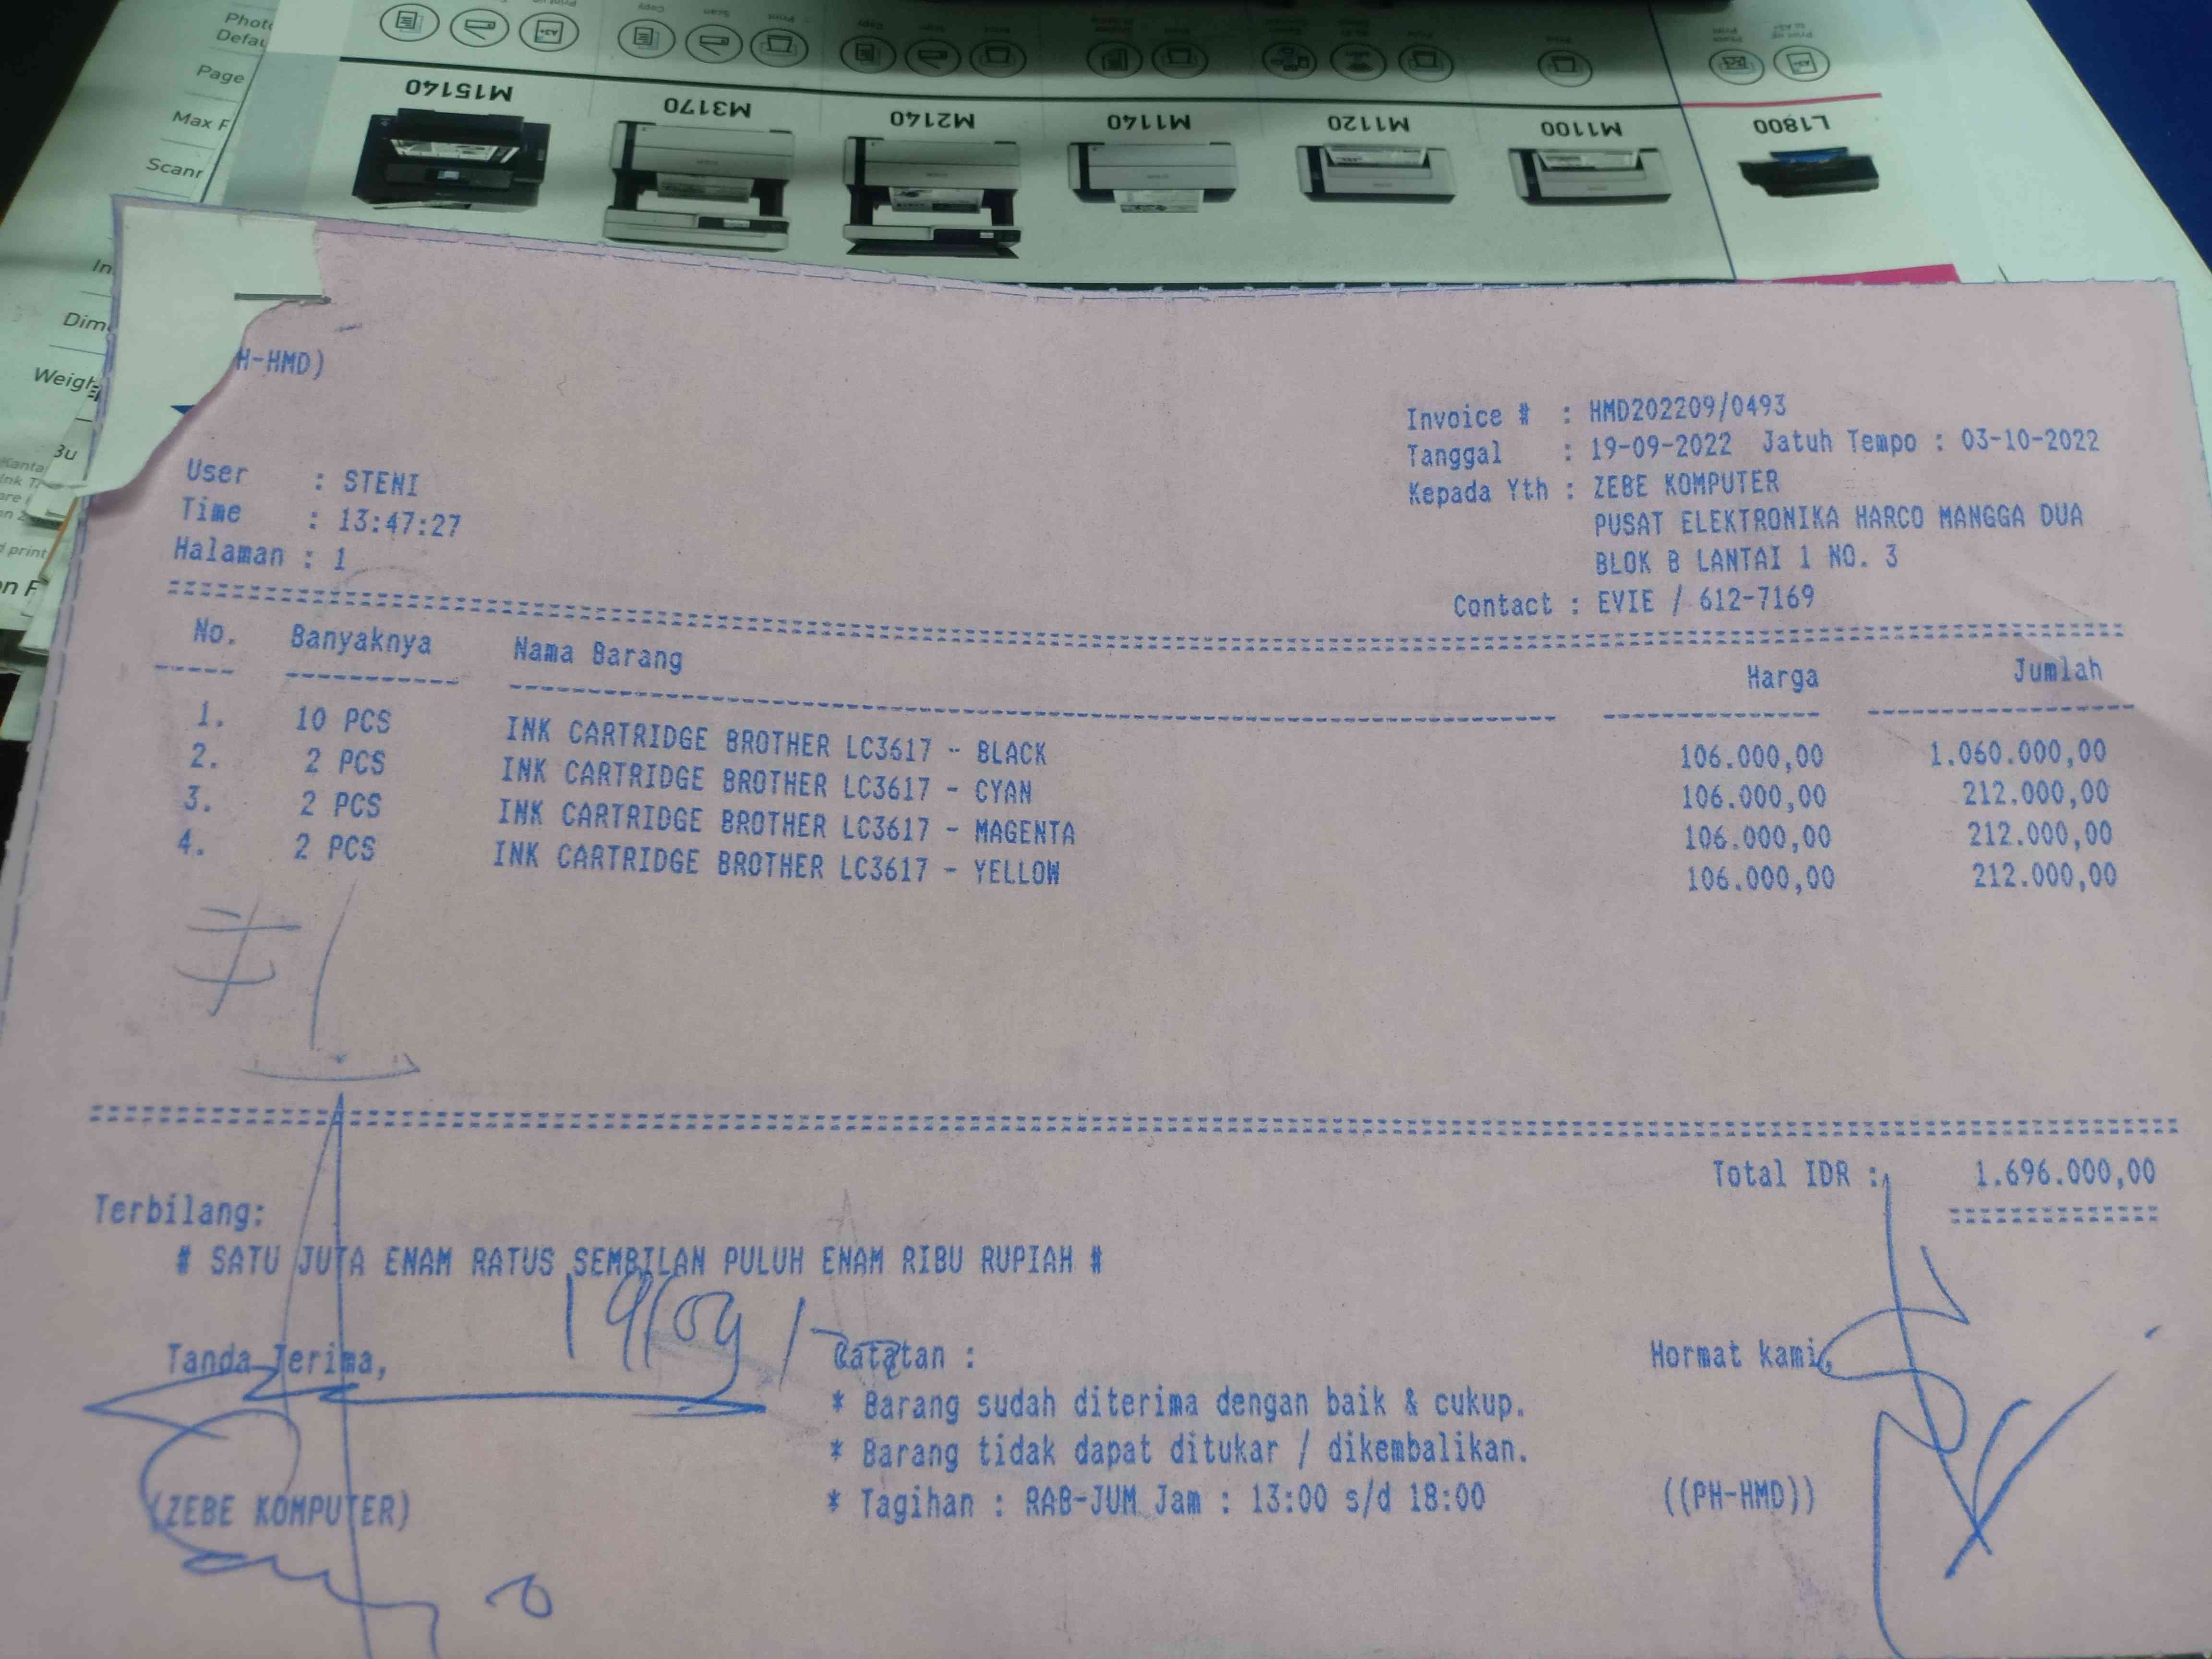 Photo
Page
Max P
M15140
M3170
M2140
M1140
M1120
M1100
L1800
H-HMD)
Invoice # : HMD202209/0493
Tanggal : 19-09-2022 Jatuh Tempo : 03-10-2022
User : STENI
Kepada Yth : ZEBE KOMPUTER
Time : 13:47:27
PUSAT ELEKTRONIKA HARCO MANGGA DUA
Halaman : 1
BLOK B LANTAI 1 NO. 3
Contact : EVIE / 612-7169
No. Banyaknya Nama Barang Harga Jumlah
1. 10 PCS INK CARTRIDGE BROTHER LC3617 - BLACK 106.000,00 1.060.000,00
2. 2 PCS INK CARTRIDGE BROTHER LC3617 - CYAN 106.000,00 212.000,00
3. 2 PCS INK CARTRIDGE BROTHER LC3617 - MAGENTA 106.000,00 212.000,00
4. 2 PCS INK CARTRIDGE BROTHER LC3617 - YELLOW 106.000,00 212.000,00
Total IDR : 1.696.000,00
Terbilang:
# SATU JUTA ENAM RATUS SEMBILAN PULUH ENAM RIBU RUPIAH #
19/09
Tanda Terima,
Catatan :
Hormat kami,
* Barang sudah diterima dengan baik & cukup.
* Barang tidak dapat ditukar / dikembalikan.
* Tagihan : RAB-JUM Jam : 13:00 s/d 18:00
(ZEBE KOMPUTER)
((PH-HMD))